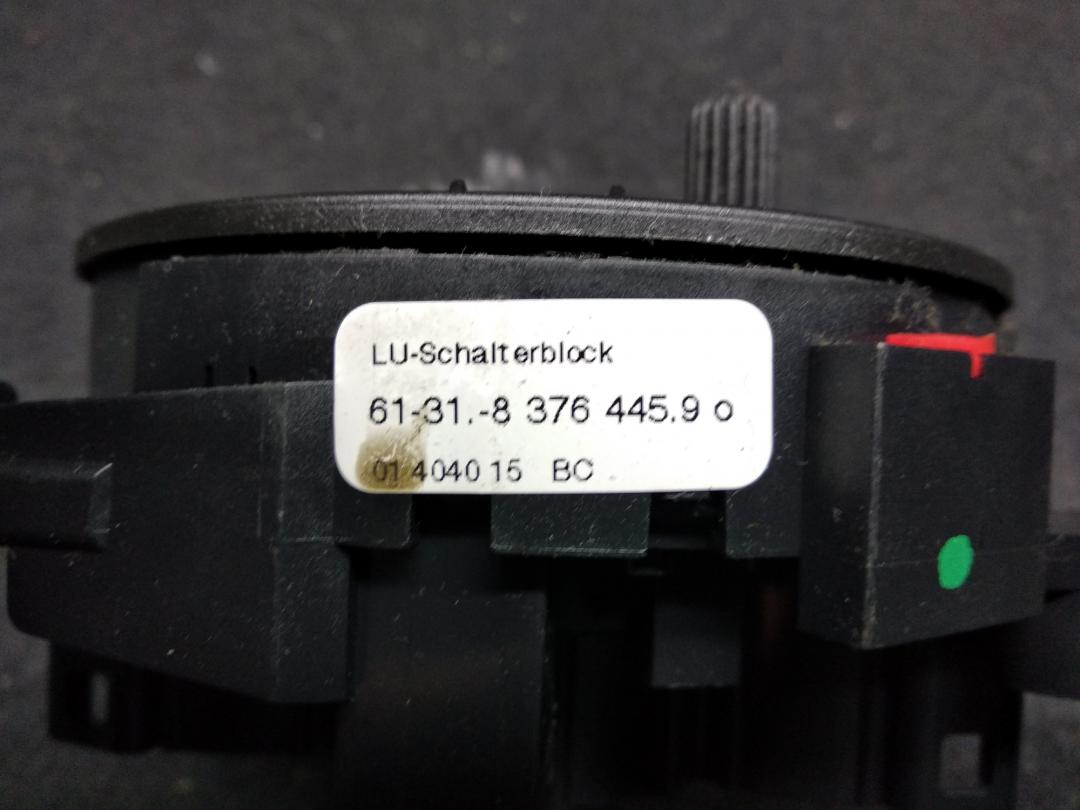 LU-Schalterblock
61-31.-8 376 445.9 o
01 4040 15 BC